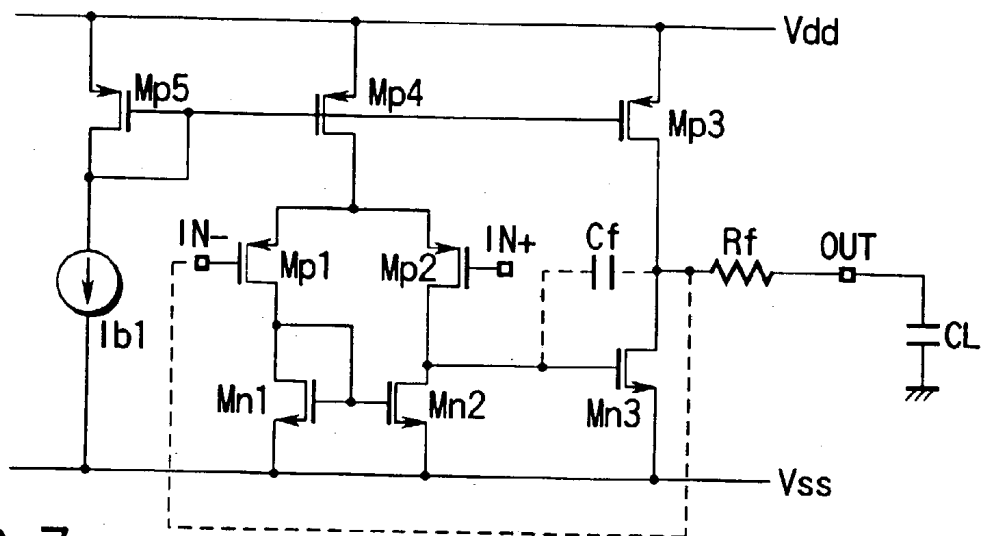 Vdd
Mp5
Mp4
Mp3
IN-
IN+
Cf
Rf
OUT
Mp1
Mp2
Ib1
CL
Mn1
Mn2
Mn3
Vss